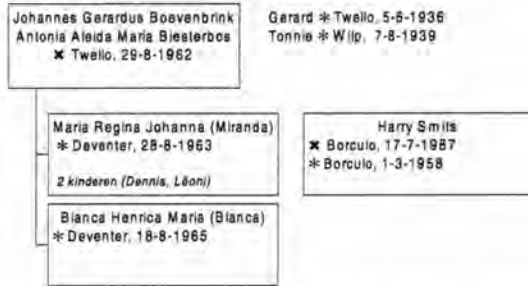 Johannes Gerardus Boevenbrink
Antonia Aleida Maria Biesterbos
✖ Twello, 29-8-1962
Gerard ✻ Twello, 5-6-1936
Tonnie ✻ Wilp, 7-8-1939
Maria Regina Johanna (Miranda)
✻ Deventer, 28-8-1963
2 kinderen (Dennis, Léoni)
Harry Smits
✖ Borculo, 17-7-1987
✻ Borculo, 1-3-1958
Bianca Henrica Maria (Bianca)
✻ Deventer, 18-8-1965